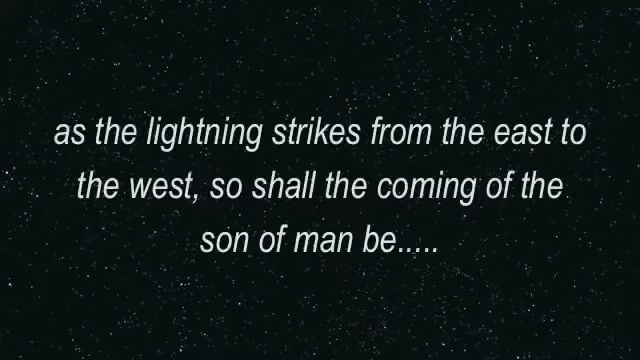 as the lightning strikes from the east to
the west, so shall the coming of the
son of man be.....